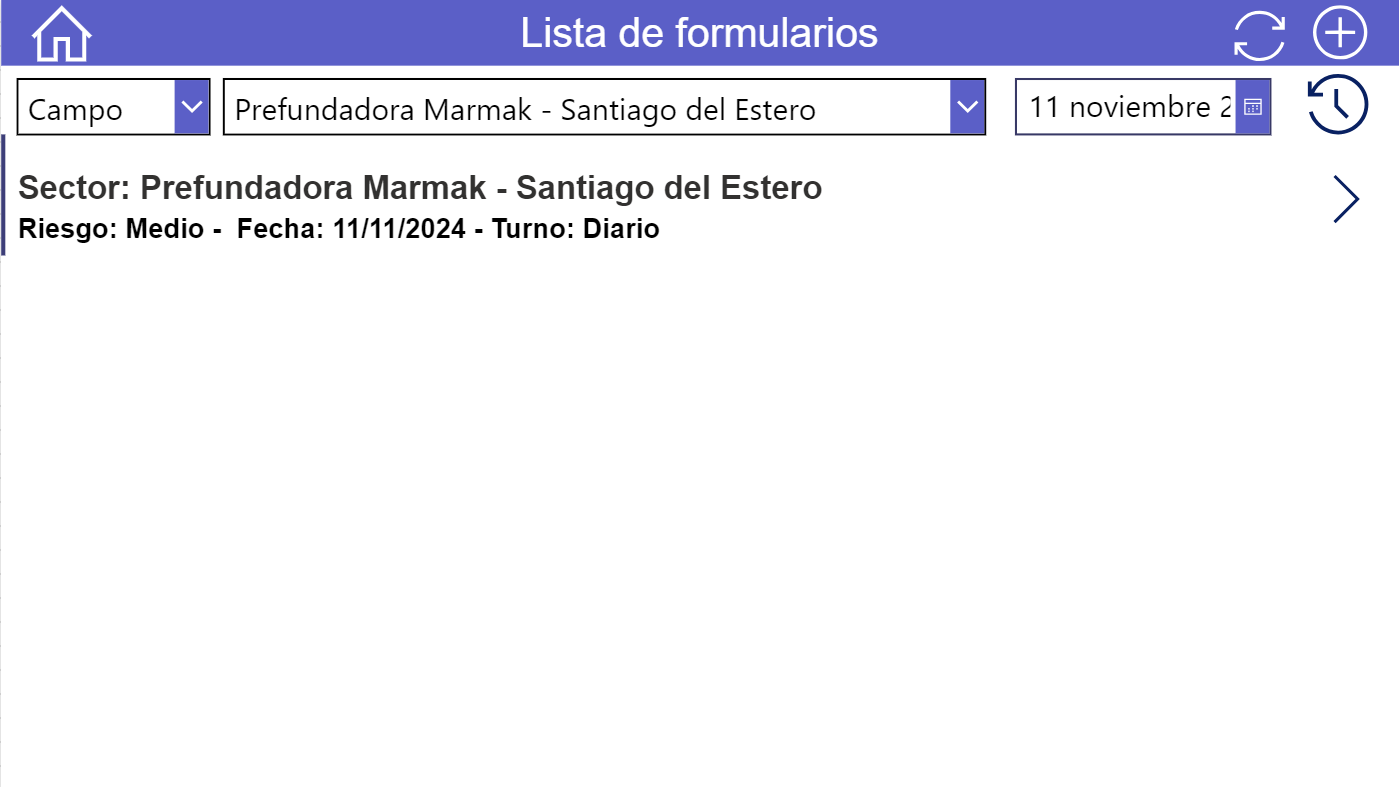 Lista de formularios
Campo
Prefundadora Marmak - Santiago del Estero
11 noviembre 2
Sector: Prefundadora Marmak - Santiago del Estero
Riesgo: Medio -  Fecha: 11/11/2024 - Turno: Diario